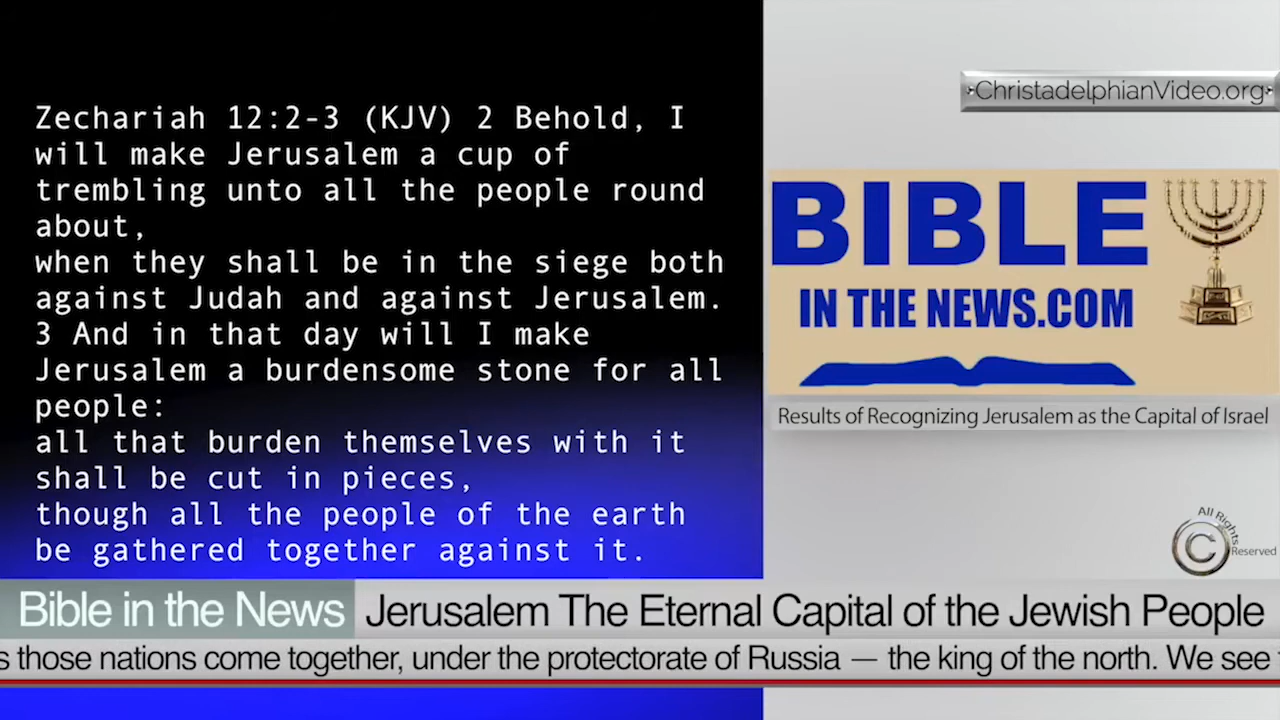 Zechariah 12:2-3 (KJV) 2 Behold, I
will make Jerusalem a cup of
trembling unto all the people round
about,
when they shall be in the siege both
against Judah and against Jerusalem.
3 And in that day will I make
Jerusalem a burdensome stone for all
people:
all that burden themselves with it
shall be cut in pieces,
though all the people of the earth
be gathered together against it.
ChristadelphianVideo.org
BIBLE
IN THE NEWS.COM
Results of Recognizing Jerusalem as the Capital of Israel
All Rights
C
Reserved
Bible in the News
Jerusalem The Eternal Capital of the Jewish People
s those nations come together, under the protectorate of Russia — the king of the north. We see